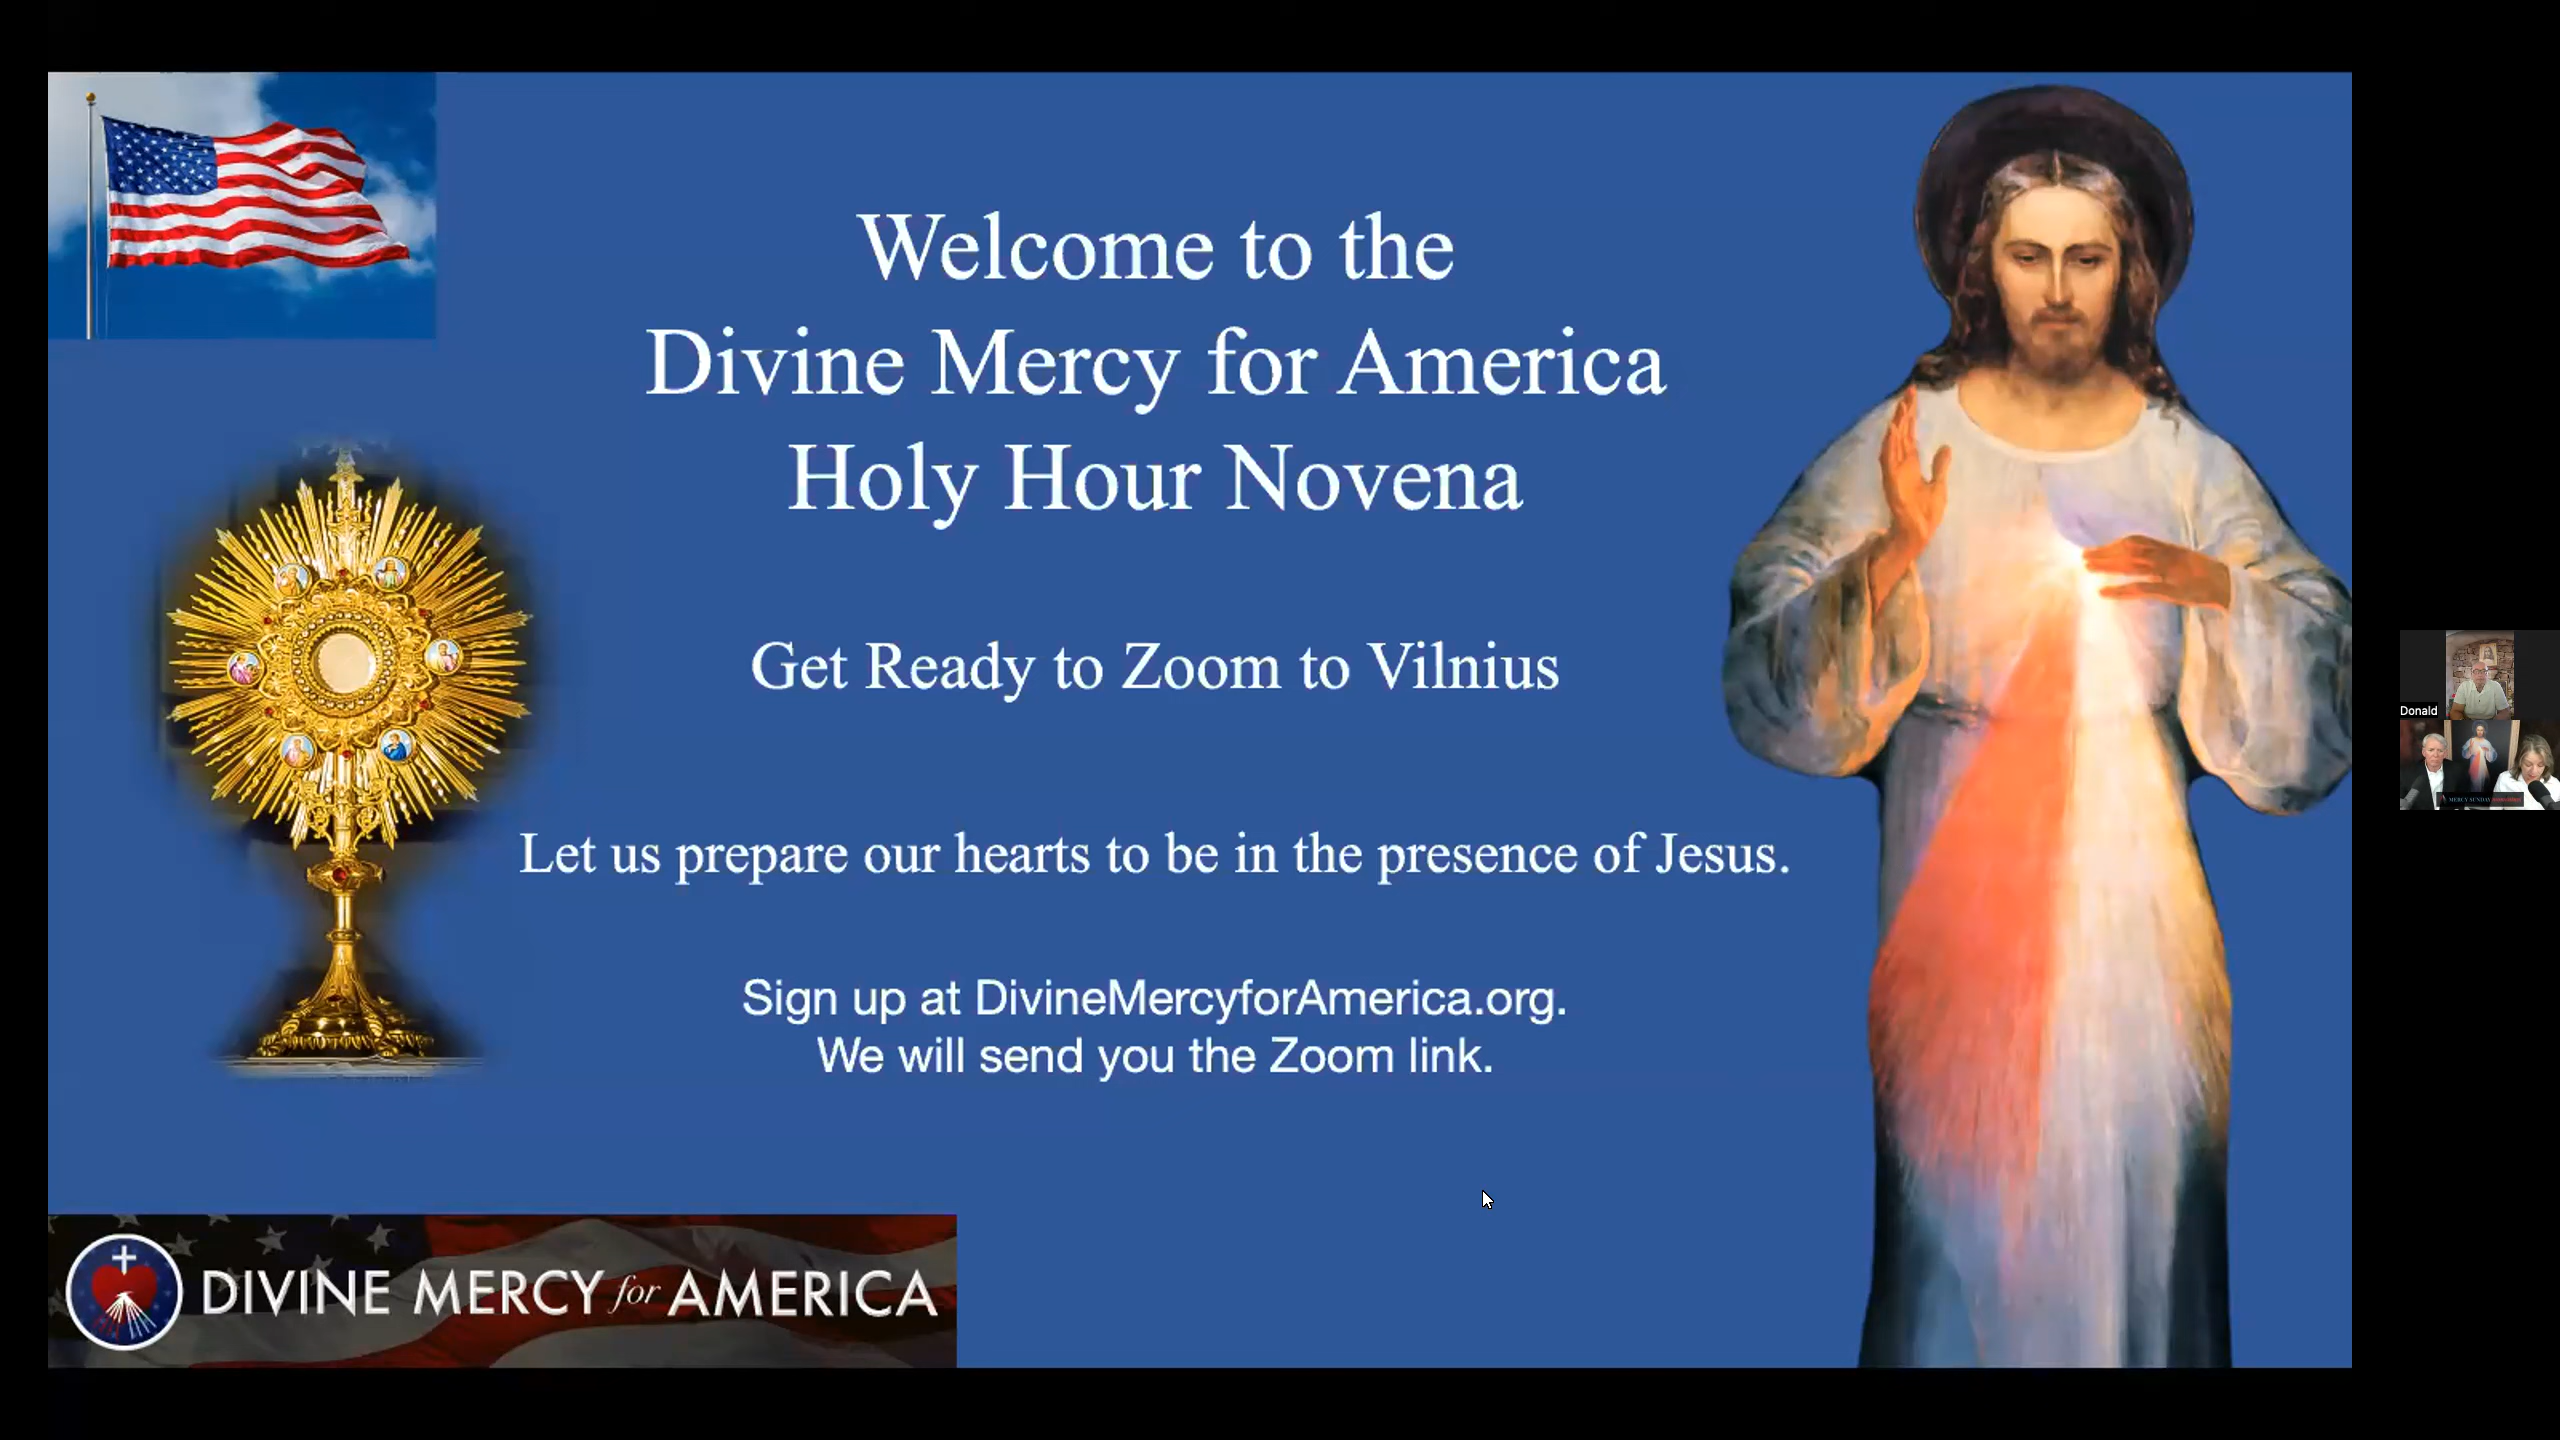 Welcome to the
Divine Mercy for America
Holy Hour Novena
Get Ready to Zoom to Vilnius
Let us prepare our hearts to be in the presence of Jesus.
Sign up at DivineMercyforAmerica.org.
We will send you the Zoom link.
DIVINE MERCY for AMERICA
Donald
MERCY SUNDAY